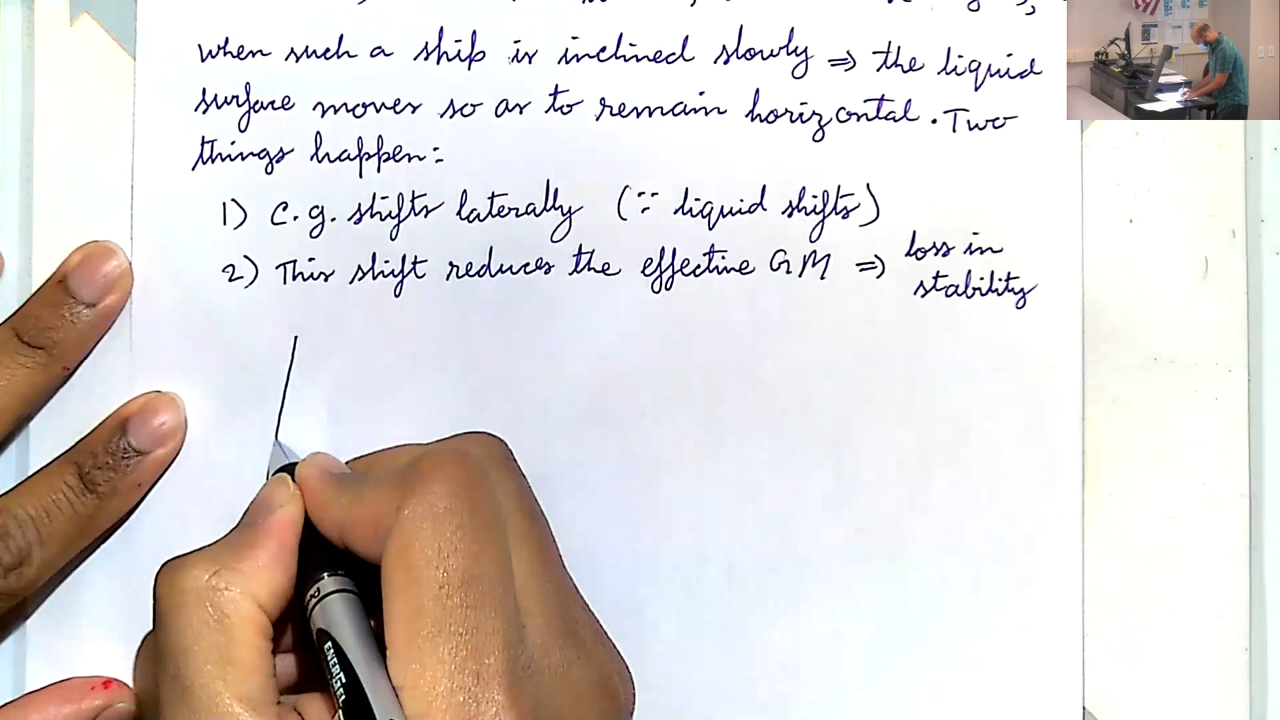 when such a ship is inclined slowly ⇒ the liquid
surface moves so as to remain horizontal. Two
things happen:
1) C.g. shifts laterally (∵ liquid shifts)
2) This shift reduces the effective GM ⇒ loss in
stability
ENERGEL